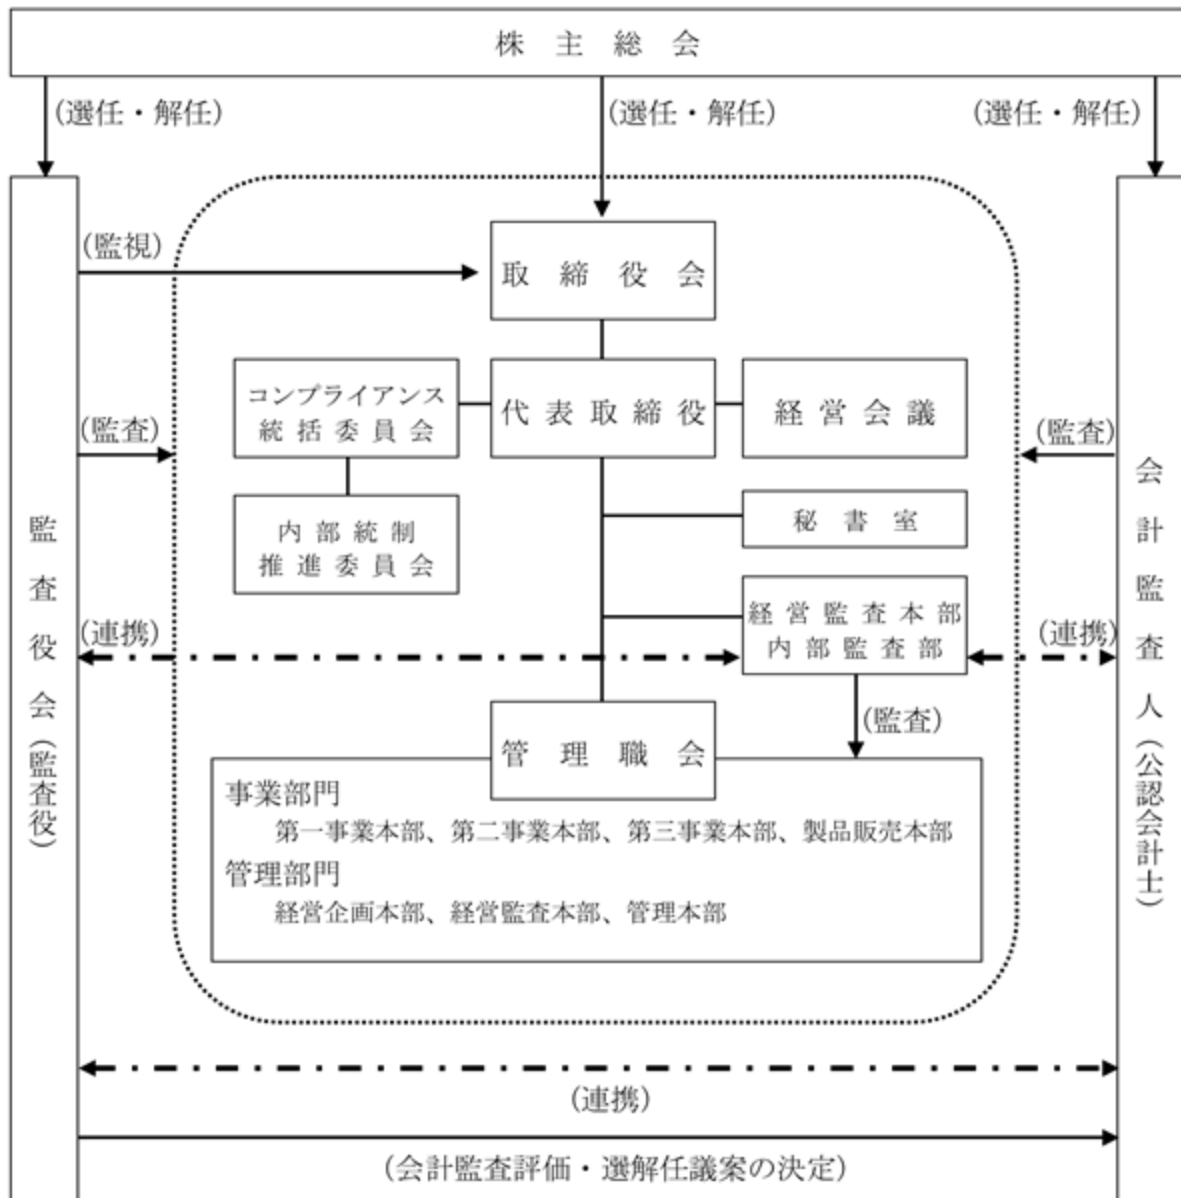 株主総会
(選任・解任)
(選任・解任)
(選任・解任)
(監視)
取締役会
コンプライアンス
統括委員会
代表取締役
経営会議
(監査)
(監査)
内部統制
推進委員会
秘書室
経営監査本部
内部監査部
(連携)
(連携)
(監査)
管理職会
事業部門
第一事業本部、第二事業本部、第三事業本部、製品販売本部
管理部門
経営企画本部、経営監査本部、管理本部
監査役会(監査役)
会計監査人(公認会計士)
(連携)
(会計監査評価・選解任議案の決定)